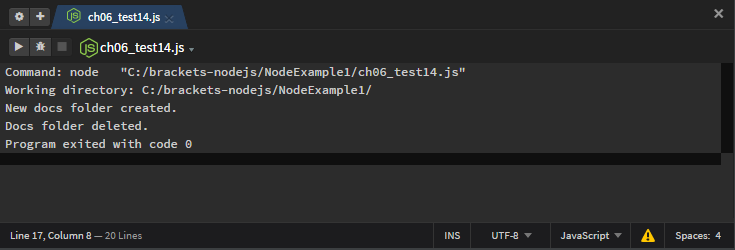 ch06_test14.js
ch06_test14.js
Command: node   "C:/brackets-nodejs/NodeExample1/ch06_test14.js"
Working directory: C:/brackets-nodejs/NodeExample1/
New docs folder created.
Docs folder deleted.
Program exited with code 0
Line 17, Column 8 — 20 Lines INS UTF-8 JavaScript Spaces: 4